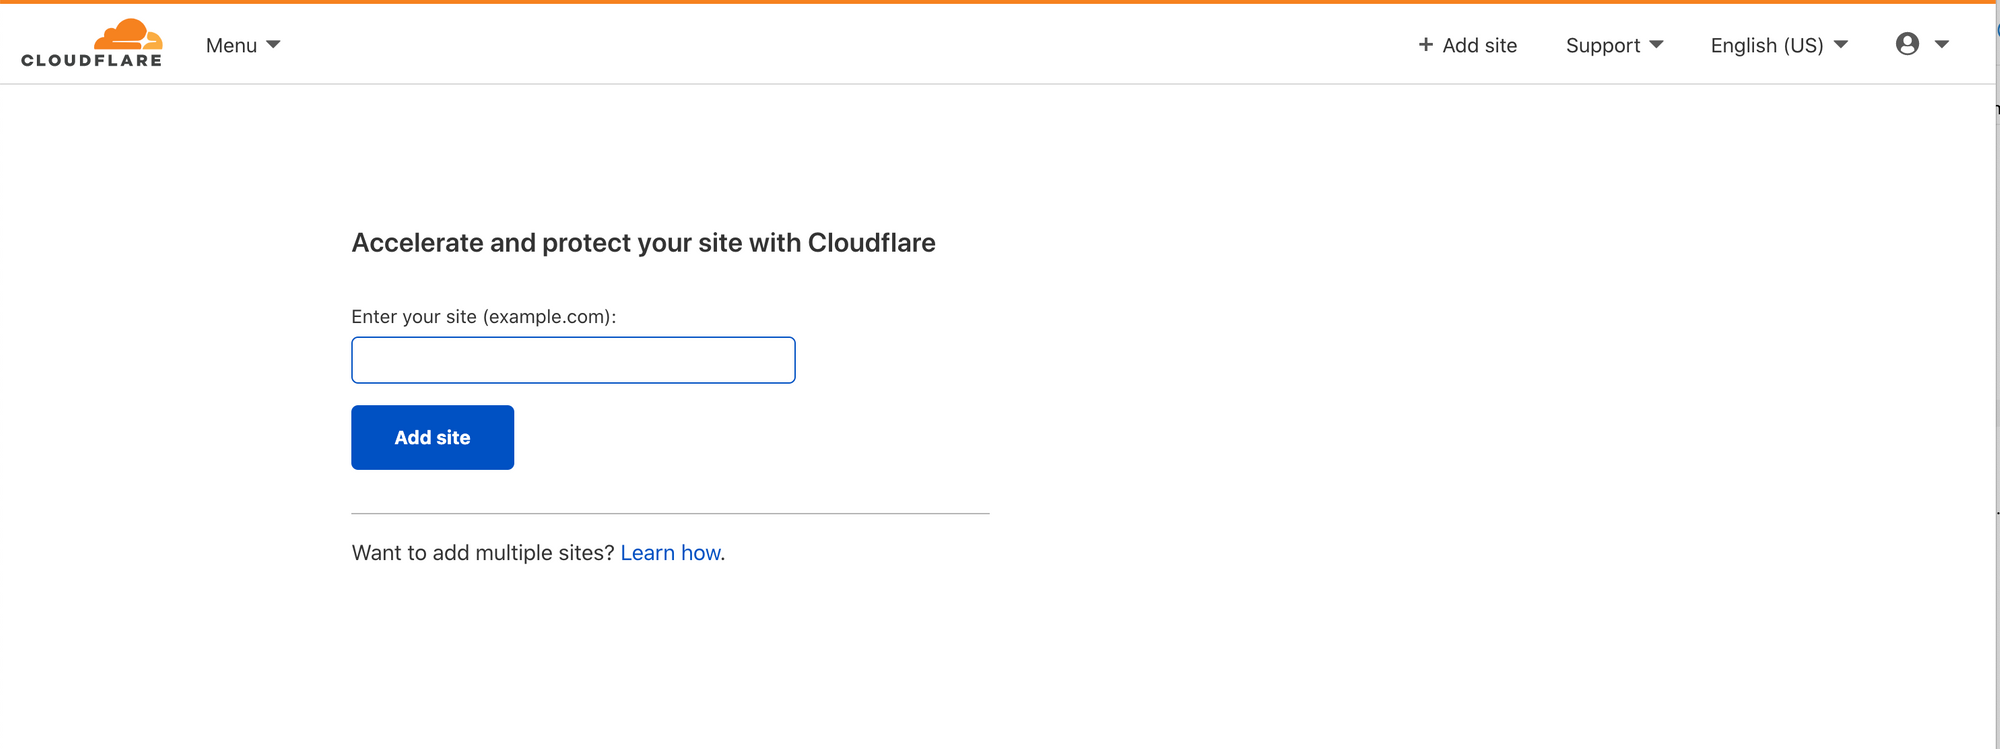 CLOUDFLARE
Menu
+ Add site
Support
English (US)
Accelerate and protect your site with Cloudflare
Enter your site (example.com):
Add site
Want to add multiple sites? Learn how.